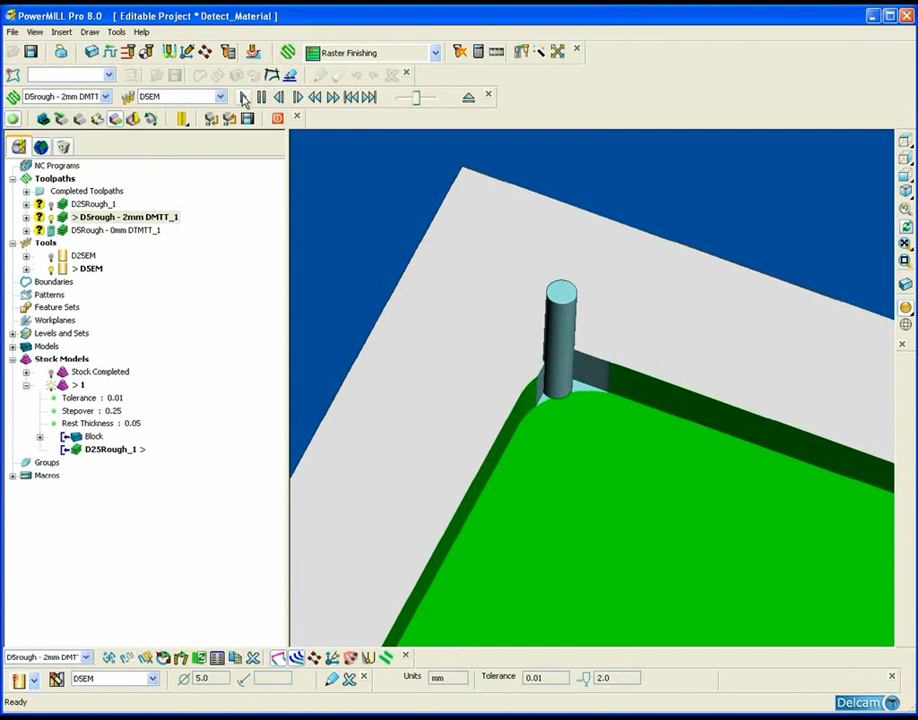 PowerMILL Pro 8.0 [ Editable Project * Detect_Material ]
File View Insert Draw Tools Help
Raster Finishing
D5rough - 2mm DMTT D5EM
NC Programs
Toolpaths
Completed Toolpaths
D25Rough_1
> D5rough - 2mm DMTT_1
D5Rough - 0mm DTMTT_1
Tools
D25EM
> D5EM
Boundaries
Patterns
Feature Sets
Workplanes
Levels and Sets
Models
Stock Models
Stock Completed
> 1
Tolerance : 0.01
Stepover : 0.25
Rest Thickness : 0.05
Block
D25Rough_1 >
Groups
Macros
D5rough - 2mm DMT
D5EM 5.0 Units mm Tolerance 0.01 2.0
Ready
Delcam